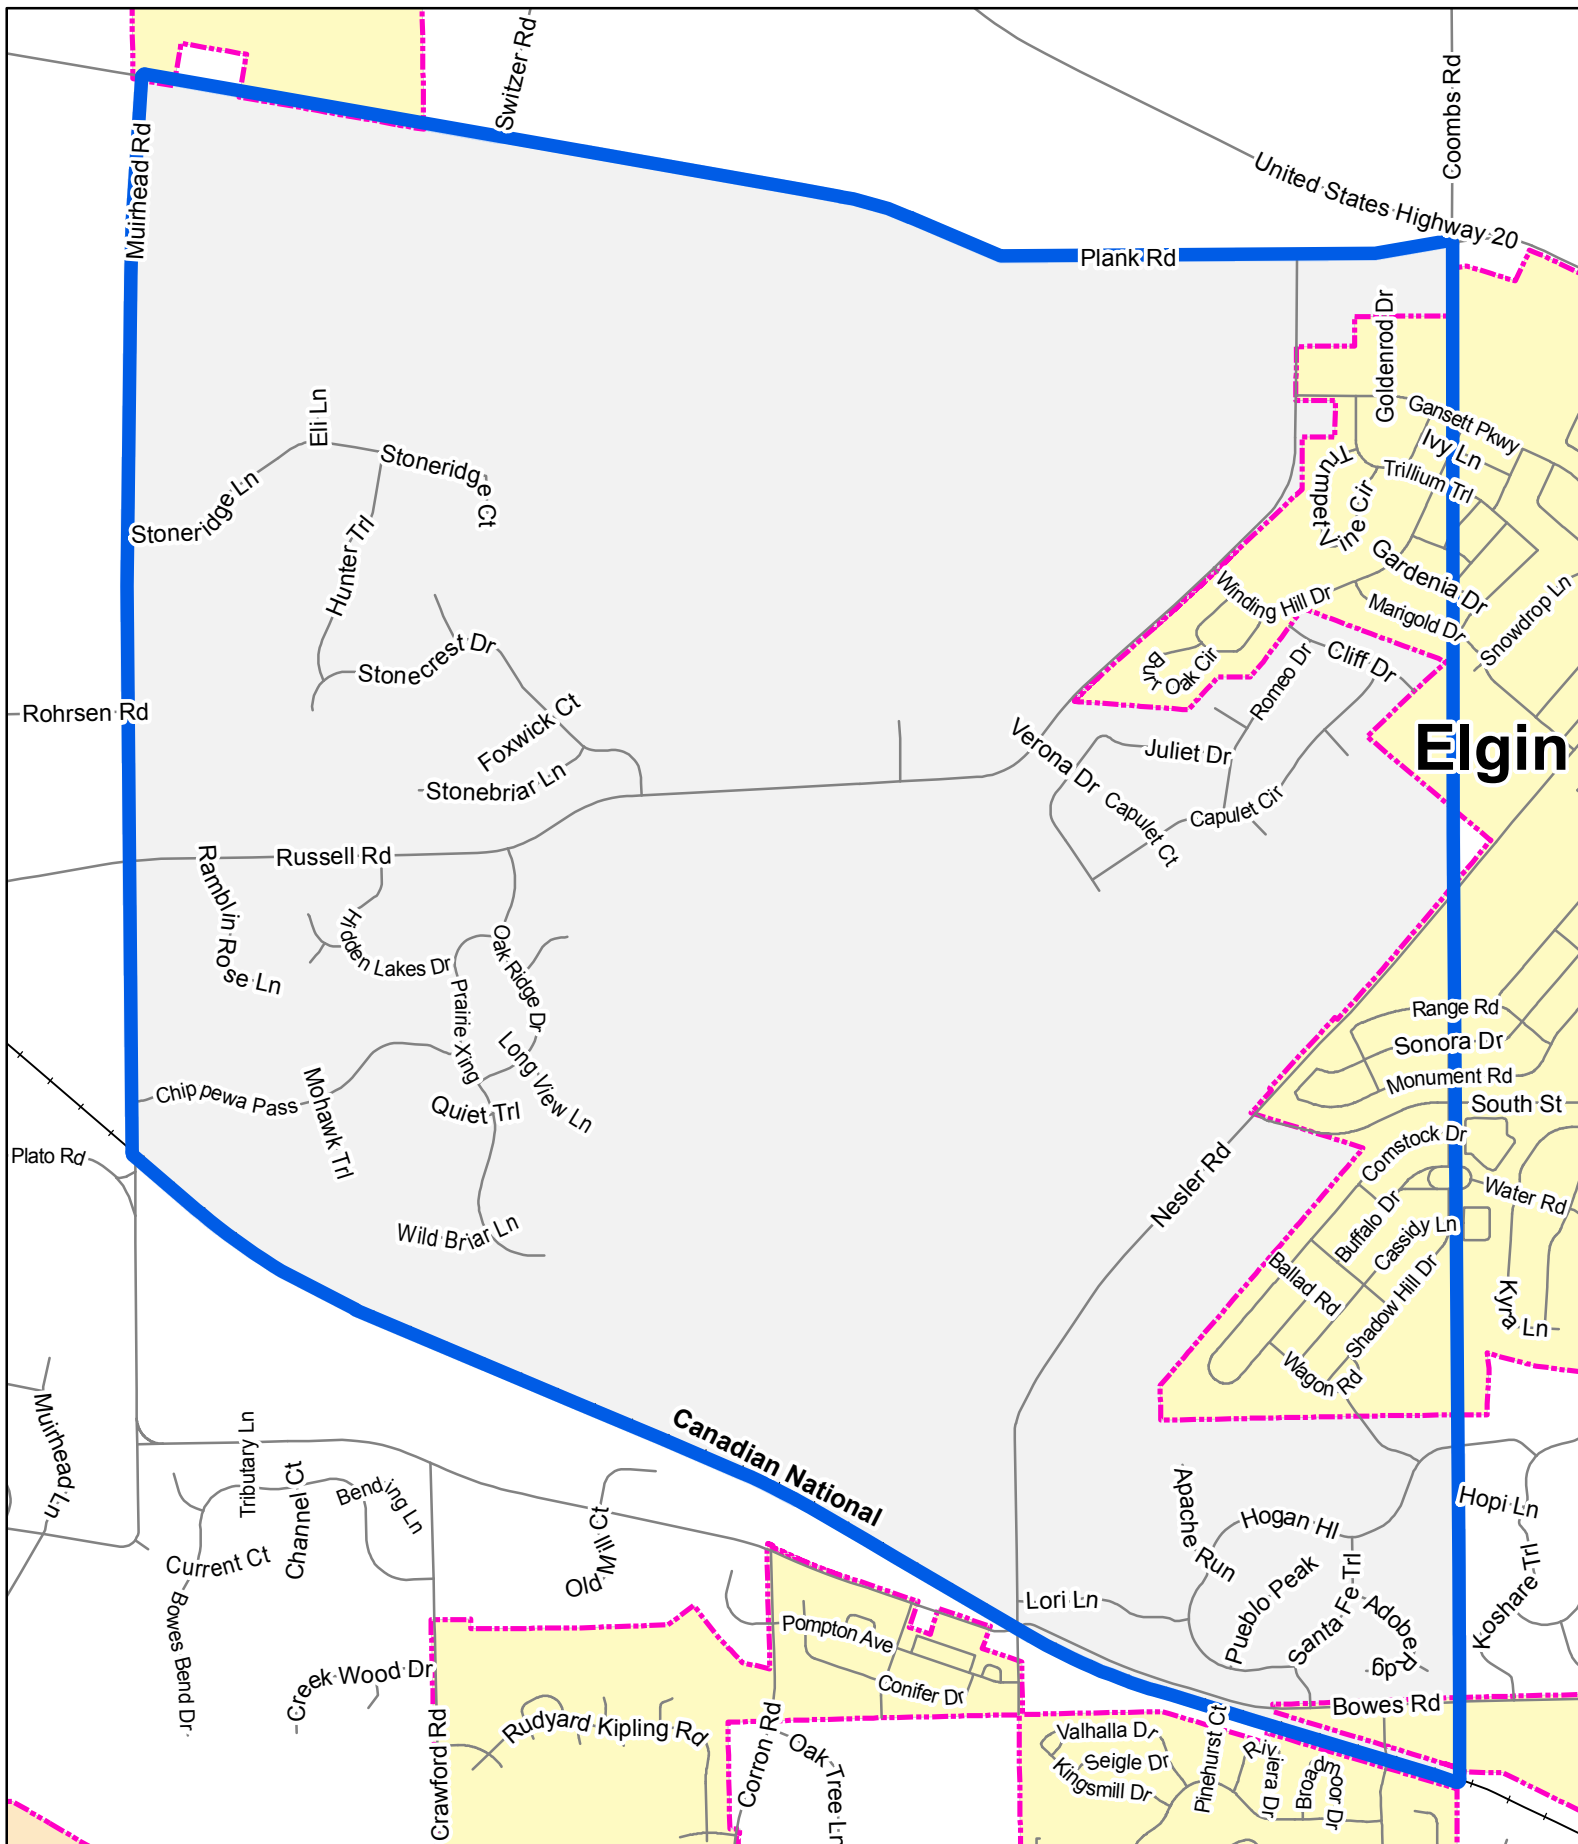 Switzer Rd
Coombs Rd
United States Highway 20
Muirhead Rd
Plank Rd
Goldenrod Dr
Eli Ln
Gansett Pkwy
Ivy Ln
Stoneridge Ct
Trillium Trl
Trumpet Vine Cir
Stoneridge Ln
Hunter Trl
Gardenia Dr
Winding Hill Dr
Marigold Dr
Snowdrop Ln
Stonecrest Dr
Burr Oak Cir
Romeo Dr
Cliff Dr
Rohrsen Rd
Foxwick Ct
Verona Dr
Juliet Dr
Elgin
Stonebriar Ln
Capulet Ct
Capulet Cir
Russell Rd
Ramblin Rose Ln
Hidden Lakes Dr
Oak Ridge Dr
Prairie Xing
Range Rd
Sonora Dr
Monument Rd
South St
Chippewa Pass
Mohawk Trl
Quiet Trl
Long View Ln
Plato Rd
Comstock Dr
Nesler Rd
Water Rd
Buffalo Dr
Cassidy Ln
Wild Briar Ln
Ballad Rd
Shadow Hill Dr
Kyra Ln
Wagon Rd
Muirhead Ln
Tributary Ln
Channel Ct
Bending Ln
Canadian National
Old Mill Ct
Apache Run
Hogan Hl
Hopi Ln
Current Ct
Bowes Bend Dr
Lori Ln
Pueblo Peak
Santa Fe Trl
Adobe Rdg
Koshare Trl
Pompton Ave
Creek Wood Dr
Conifer Dr
Bowes Rd
Crawford Rd
Rudyard Kipling Rd
Corron Rd
Oak Tree Ln
Valhalla Dr
Seigle Dr
Kingsmill Dr
Pinehurst Ct
Riviera Dr
Broadmoor Dr